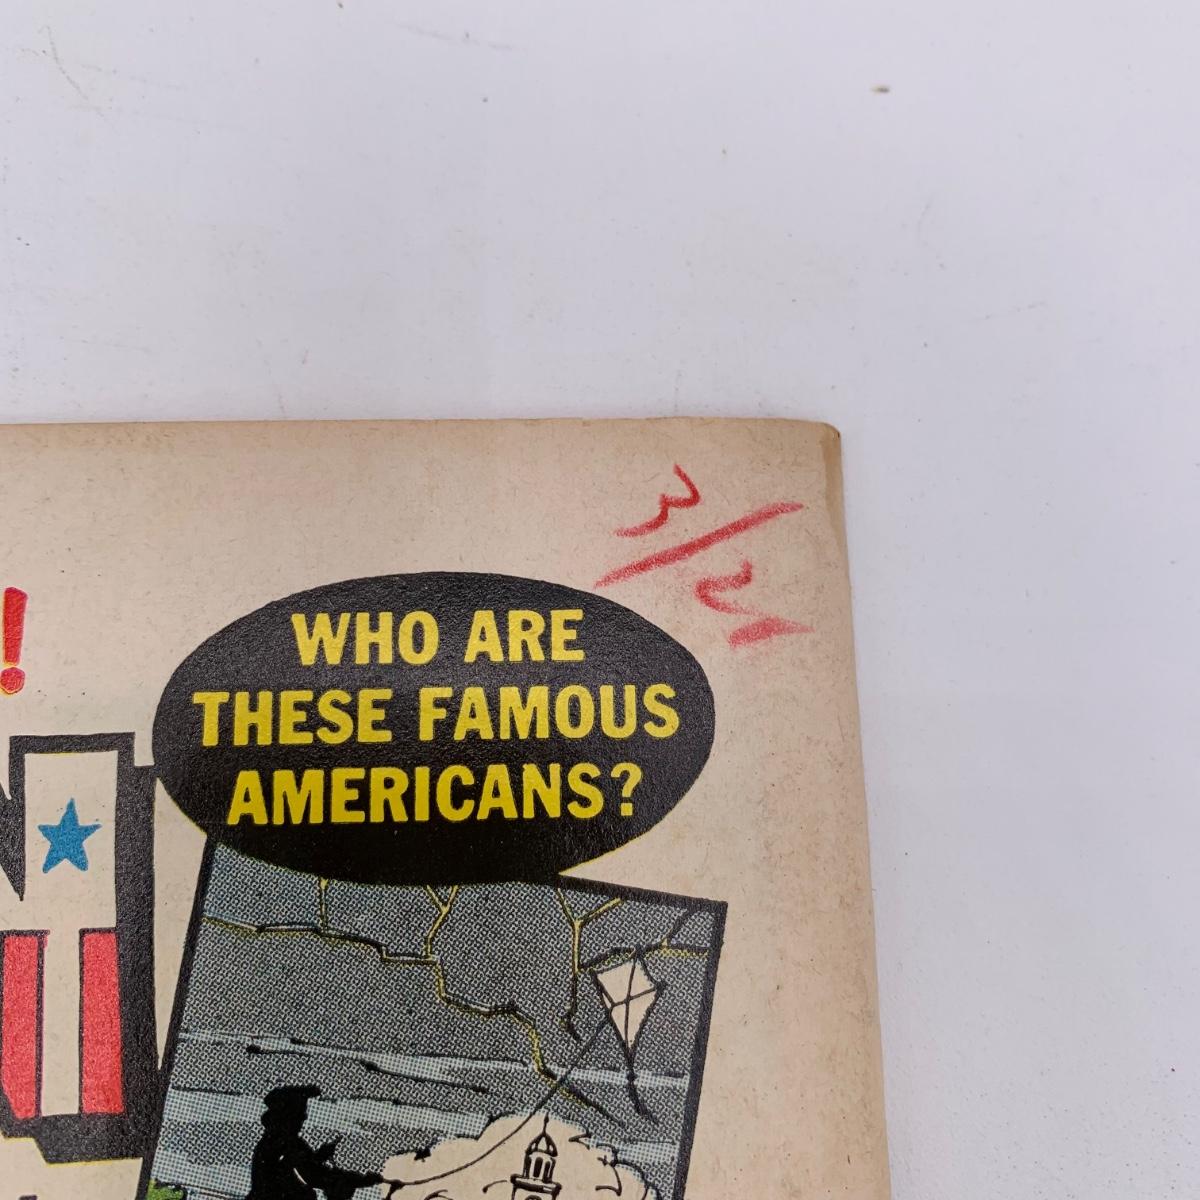 3/21
!
WHO ARE
THESE FAMOUS
AMERICANS?